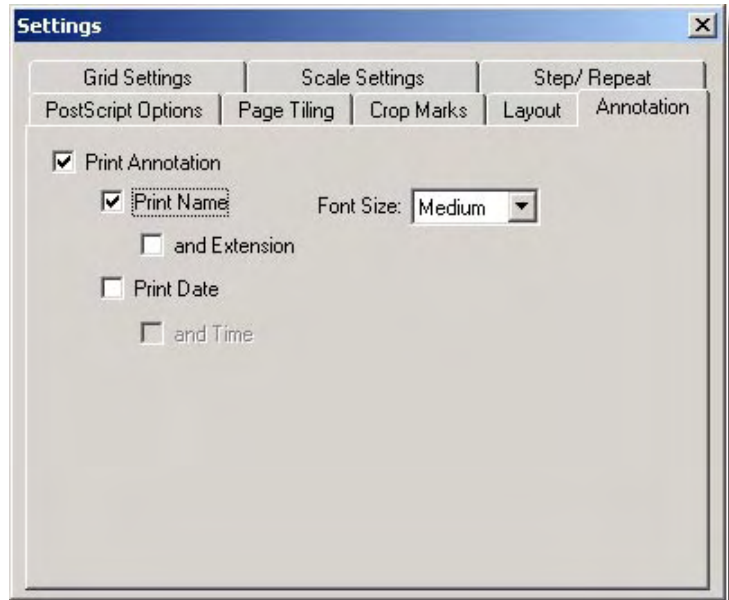 Settings
Grid Settings Scale Settings Step/ Repeat
PostScript Options Page Tiling Crop Marks Layout Annotation
Print Annotation
Print Name Font Size: Medium
and Extension
Print Date
and Time